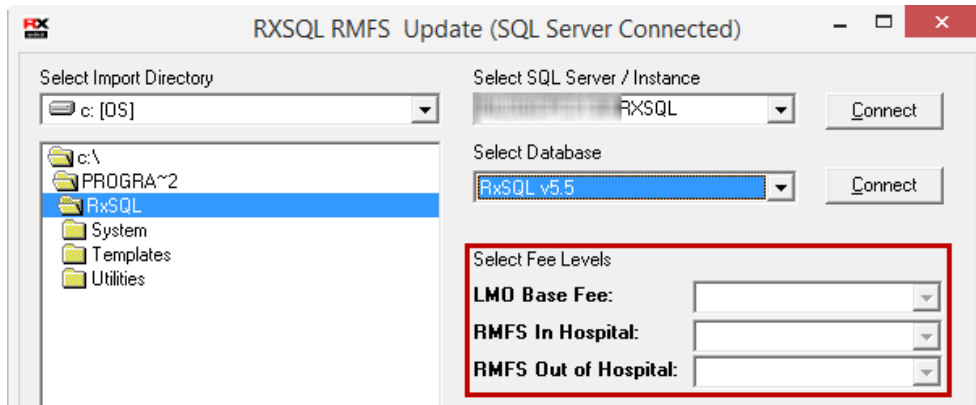 RX
RXSQL RMFS Update (SQL Server Connected)
Select Import Directory
c: [OS]
c:\
PROGRA~2
RxSQL
System
Templates
Utilities
Select SQL Server / Instance
RXSQL
Connect
Select Database
RxSQL v5.5
Connect
Select Fee Levels
LMO Base Fee:
RMFS In Hospital:
RMFS Out of Hospital: